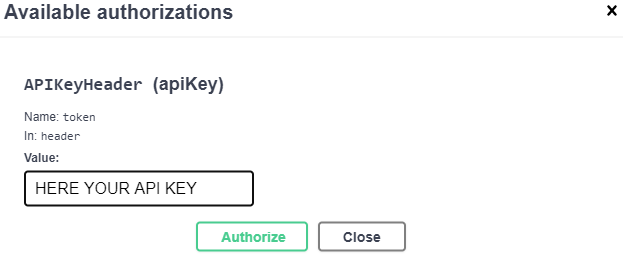 Available authorizations
×
APIKeyHeader (apiKey)
Name: token
In: header
Value:
HERE YOUR API KEY
Authorize
Close